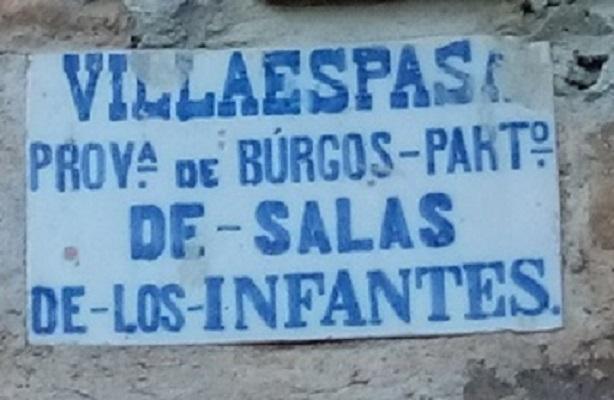 VILLAESPASA
PROVᴬ. DE BÚRGOS-PARTº.
DE-SALAS
DE-LOS-INFANTES.